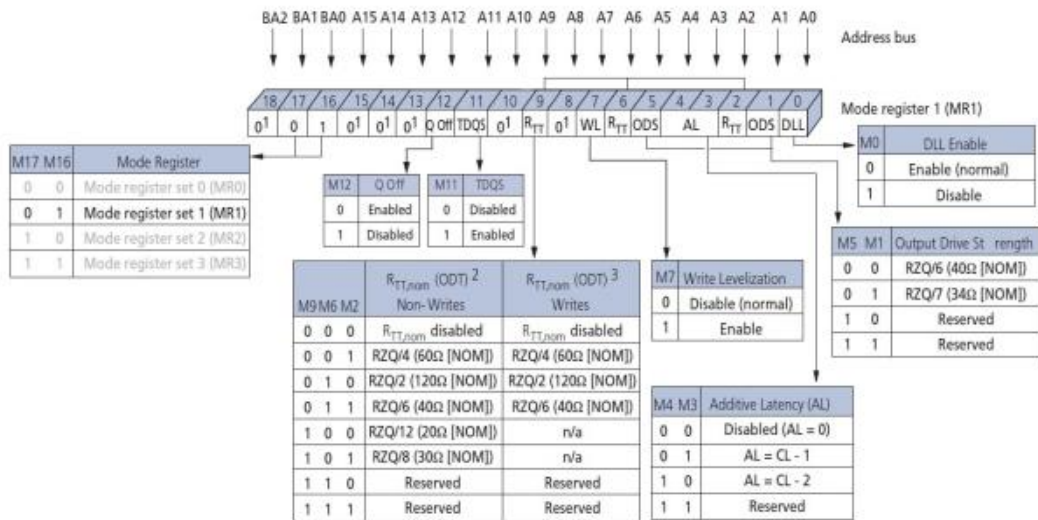 BA2 BA1 BA0 A15 A14 A13 A12 A11 A10 A9 A8 A7 A6 A5 A4 A3 A2 A1 A0
Address bus
18 17 16 15 14 13 12 11 10 9 8 7 6 5 4 3 2 1 0
Mode register 1 (MR1)
0¹ 0 1 0¹ 0¹ 0¹ Q Off TDQS 0¹ RTT 0¹ WL RTT ODS AL RTT ODS DLL
M17 M16 Mode Register
0 0 Mode register set 0 (MR0)
0 1 Mode register set 1 (MR1)
1 0 Mode register set 2 (MR2)
1 1 Mode register set 3 (MR3)
M12 Q Off
0 Enabled
1 Disabled
M11 TDQS
0 Disabled
1 Enabled
M0 DLL Enable
0 Enable (normal)
1 Disable
M5 M1 Output Drive St rength
0 0 RZQ/6 (40Ω [NOM])
0 1 RZQ/7 (34Ω [NOM])
1 0 Reserved
1 1 Reserved
M9 M6 M2 RTT,nom (ODT) ² Non-Writes RTT,nom (ODT) ³ Writes
0 0 0 RTT,nom disabled RTT,nom disabled
0 0 1 RZQ/4 (60Ω [NOM]) RZQ/4 (60Ω [NOM])
0 1 0 RZQ/2 (120Ω [NOM]) RZQ/2 (120Ω [NOM])
0 1 1 RZQ/6 (40Ω [NOM]) RZQ/6 (40Ω [NOM])
1 0 0 RZQ/12 (20Ω [NOM]) n/a
1 0 1 RZQ/8 (30Ω [NOM]) n/a
1 1 0 Reserved Reserved
1 1 1 Reserved Reserved
M7 Write Levelization
0 Disable (normal)
1 Enable
M4 M3 Additive Latency (AL)
0 0 Disabled (AL = 0)
0 1 AL = CL - 1
1 0 AL = CL - 2
1 1 Reserved